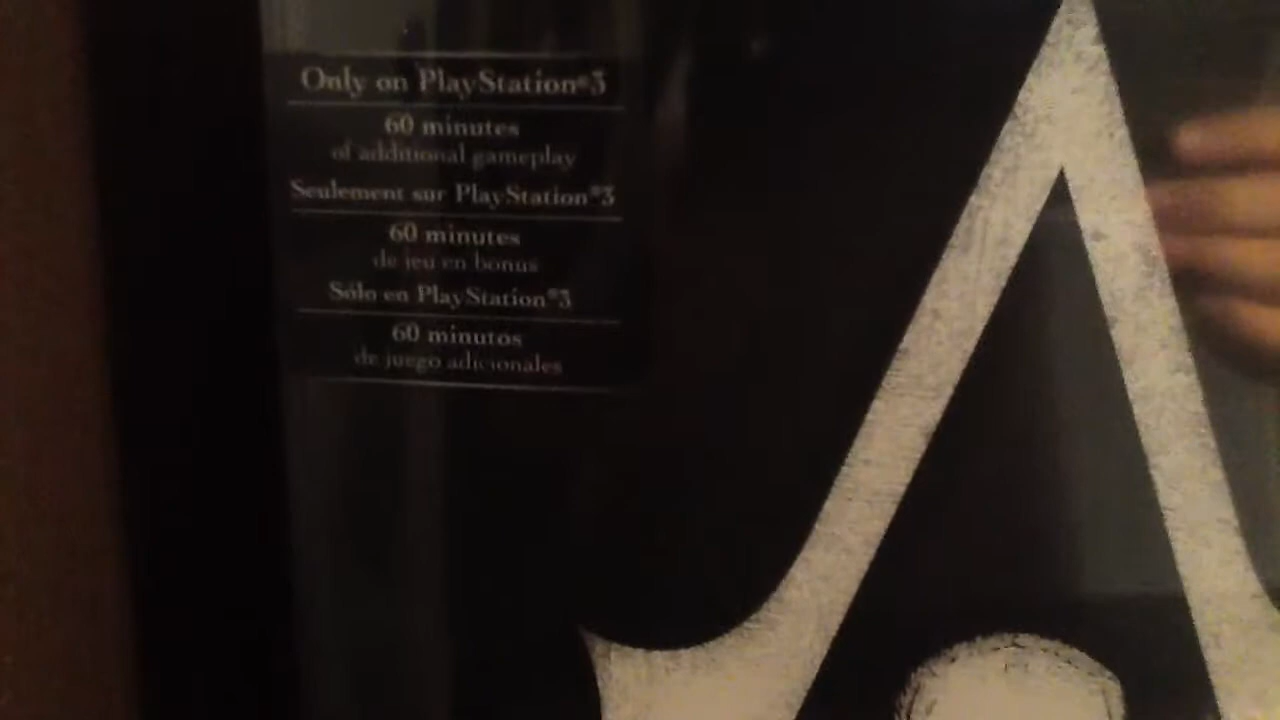 Only on PlayStation®3
60 minutes
of additional gameplay
Seulement sur PlayStation®3
60 minutes
de jeu en bonus
Sólo en PlayStation®3
60 minutos
de juego adicionales